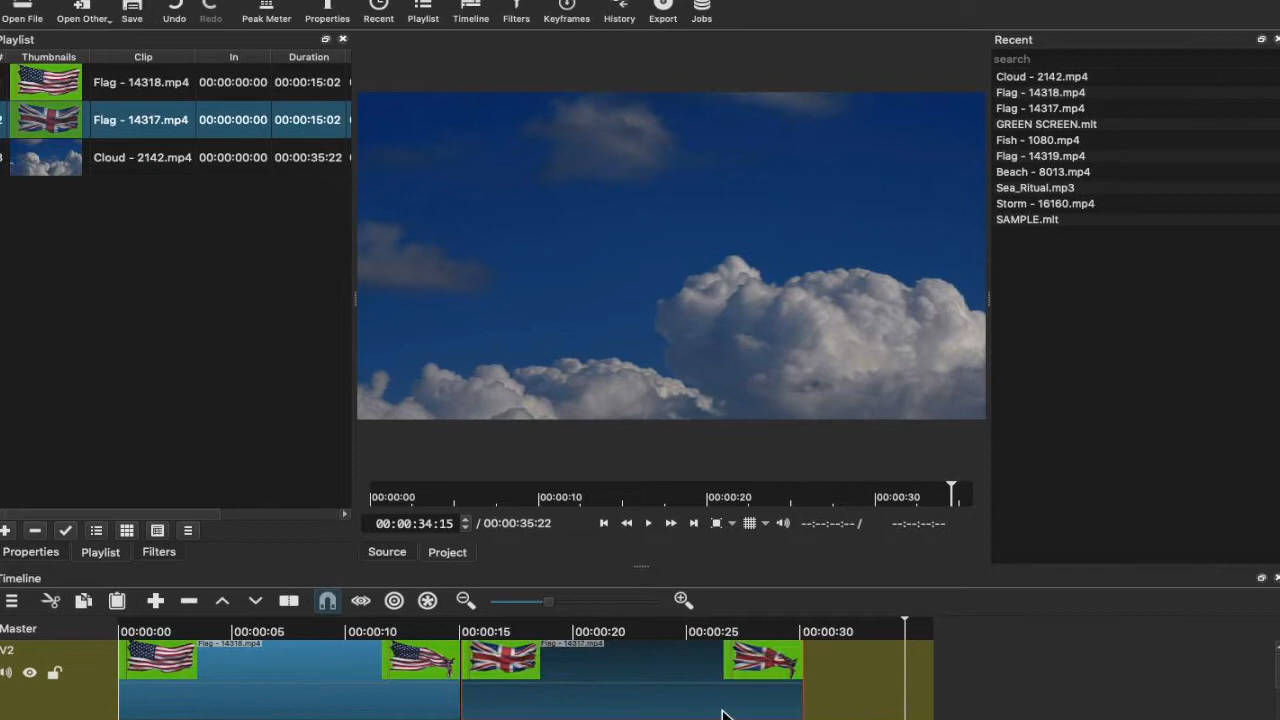 Open File Open Other.. Save Undo Redo Peak Meter Properties Recent Playlist Timeline Filters Keyframes History Export Jobs
Playlist
Thumbnails Clip In Duration
Flag - 14318.mp4 00:00:00:00 00:00:15:02
2 Flag - 14317.mp4 00:00:00:00 00:00:15:02
Cloud - 2142.mp4 00:00:00:00 00:00:35:22
Recent
search
Cloud - 2142.mp4
Flag - 14318.mp4
Flag - 14317.mp4
GREEN SCREEN.mlt
Fish - 1080.mp4
Flag - 14319.mp4
Beach - 8013.mp4
Sea_Ritual.mp3
Storm - 16160.mp4
SAMPLE.mlt
00:00:00 00:00:10 00:00:20 00:00:30
00:00:34:15 / 00:00:35:22 --:--:--:-- / --:--:--:--
Properties Playlist Filters
Source Project
Timeline
Master 00:00:00 00:00:05 00:00:10 00:00:15 00:00:20 00:00:25 00:00:30
V2 Flag - 14318.mp4 Flag - 14317.mp4